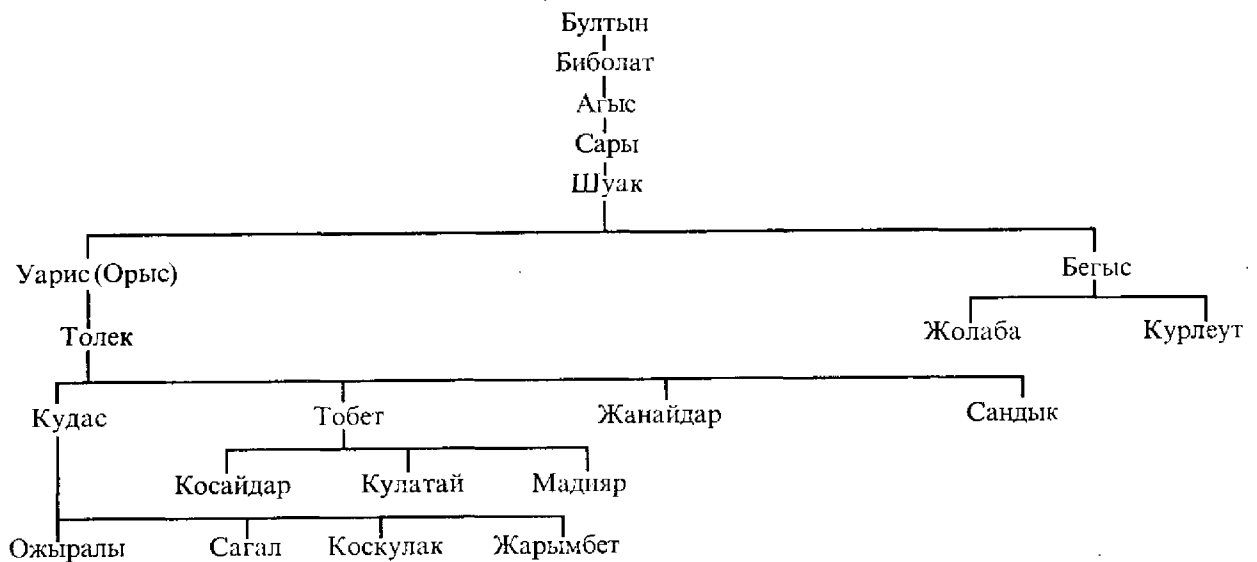 Бултын
Биболат
Агыс
Сары
Шуак
Уарис (Орыс) Бегыс
Толек Жолаба Курлеут
Кудас Тобет Жанайдар Сандык
Косайдар Кулатай Мадияр
Ожыралы Сагал Коскулак Жарымбет